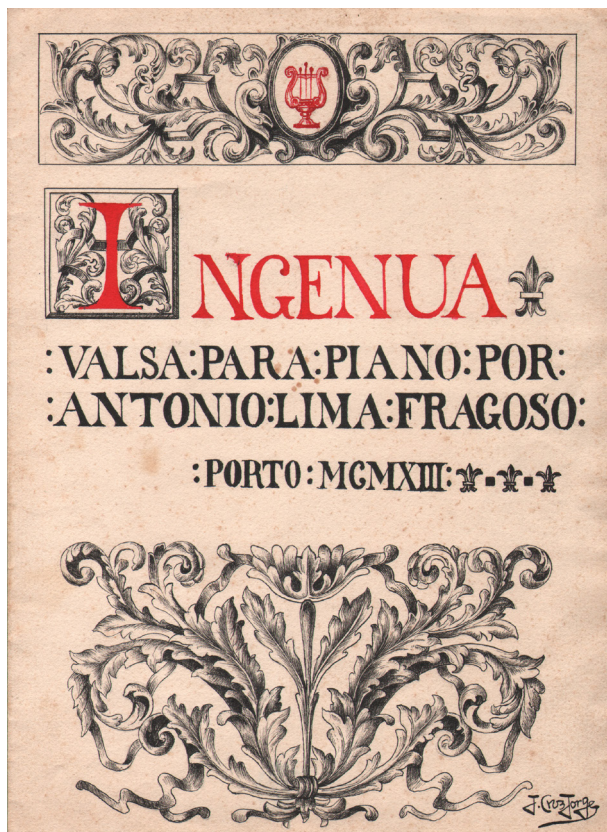 INGENUA
:VALSA:PARA:PIANO:POR:
:ANTONIO:LIMA:FRAGOSO:
:PORTO:MCMXIII:
J. Cruz Jorge